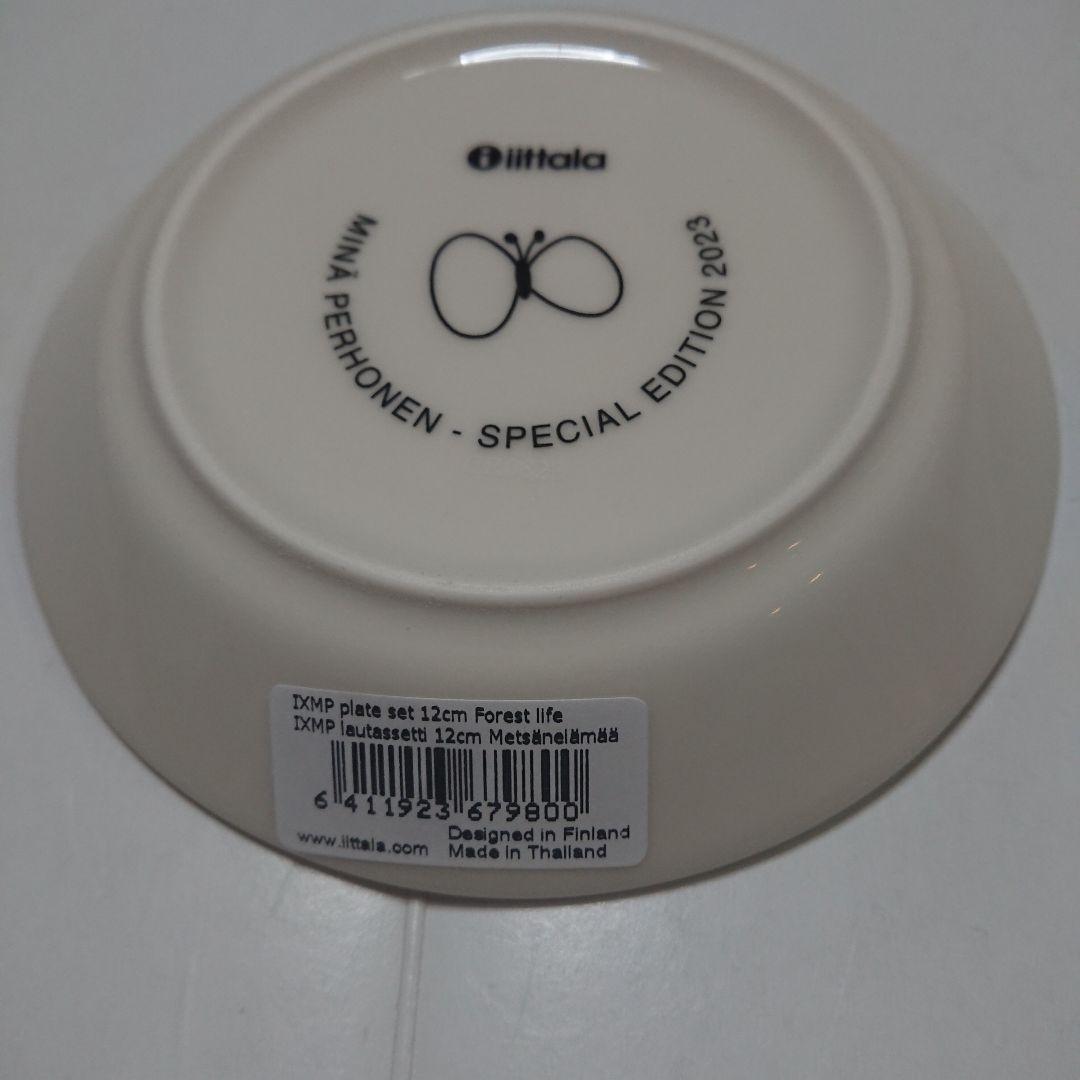 iittala
MINÄ PERHONEN - SPECIAL EDITION 2023
IXMP plate set 12cm Forest life
IXMP lautassetti 12cm Metsänelämää
6 411923 679800
Designed in Finland
www.iittala.com Made in Thailand